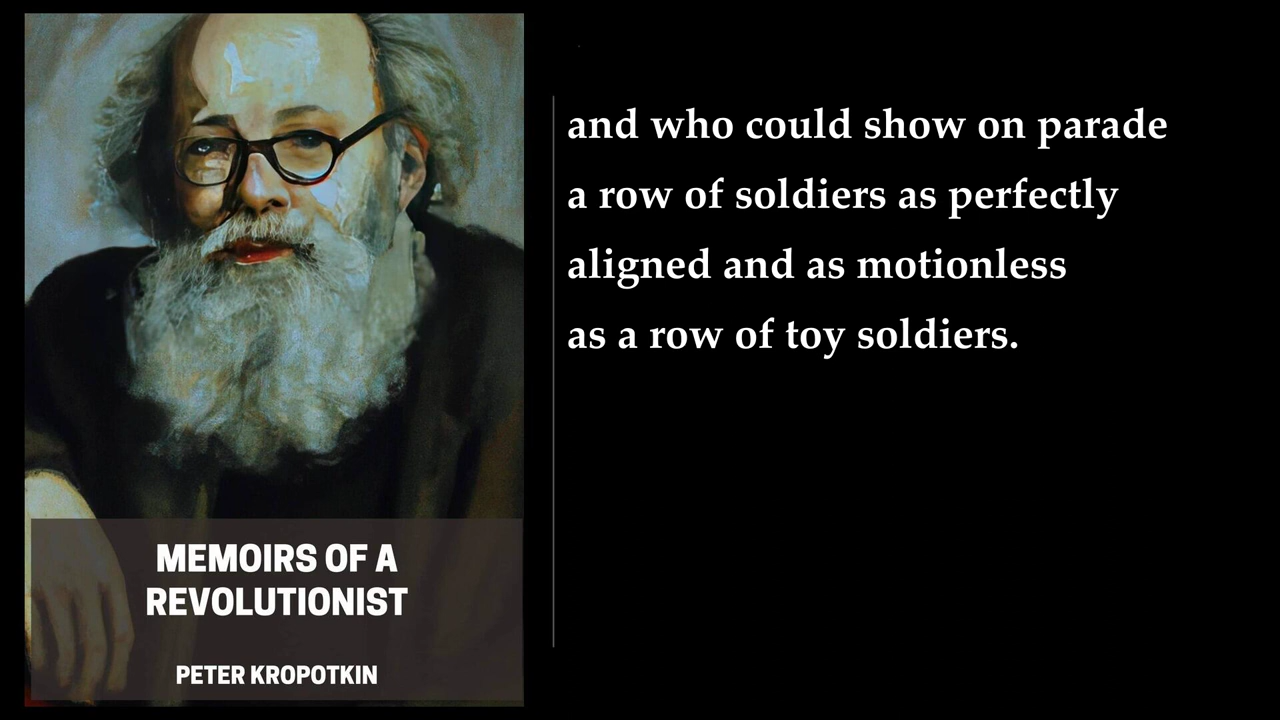 and who could show on parade
a row of soldiers as perfectly
aligned and as motionless
as a row of toy soldiers.
MEMOIRS OF A
REVOLUTIONIST
PETER KROPOTKIN